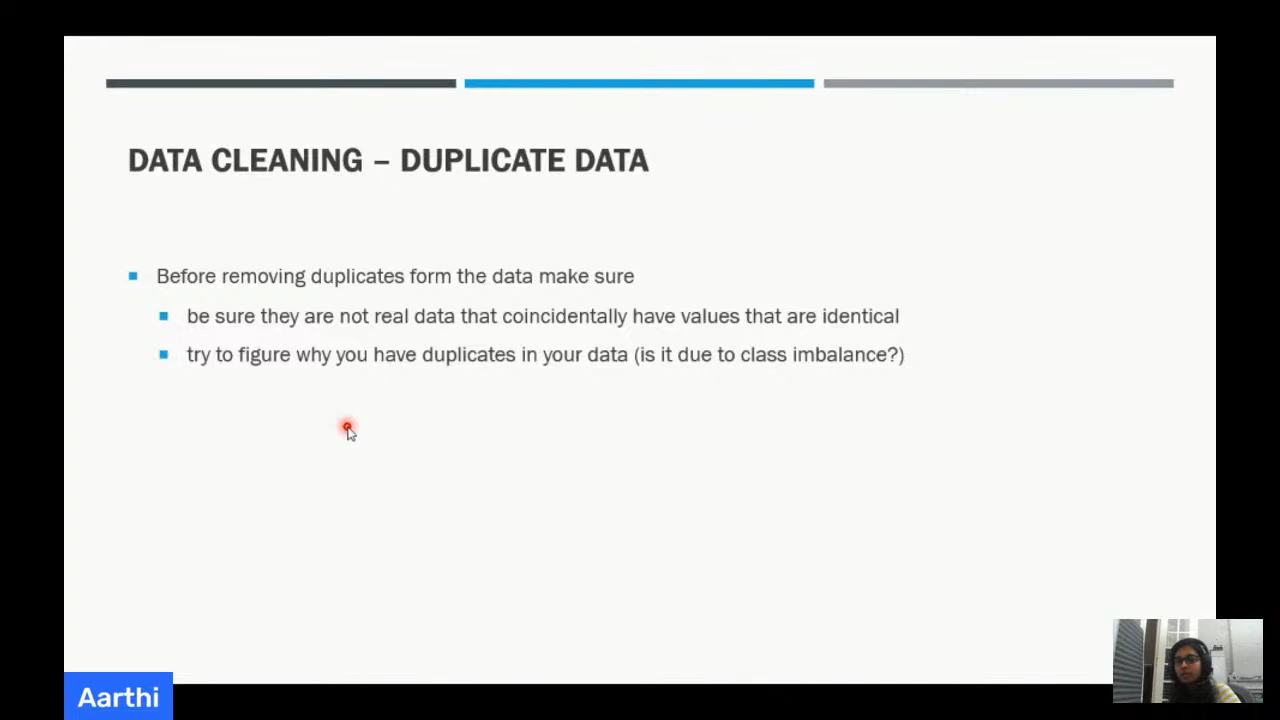 DATA CLEANING – DUPLICATE DATA
Before removing duplicates form the data make sure
be sure they are not real data that coincidentally have values that are identical
try to figure why you have duplicates in your data (is it due to class imbalance?)
Aarthi